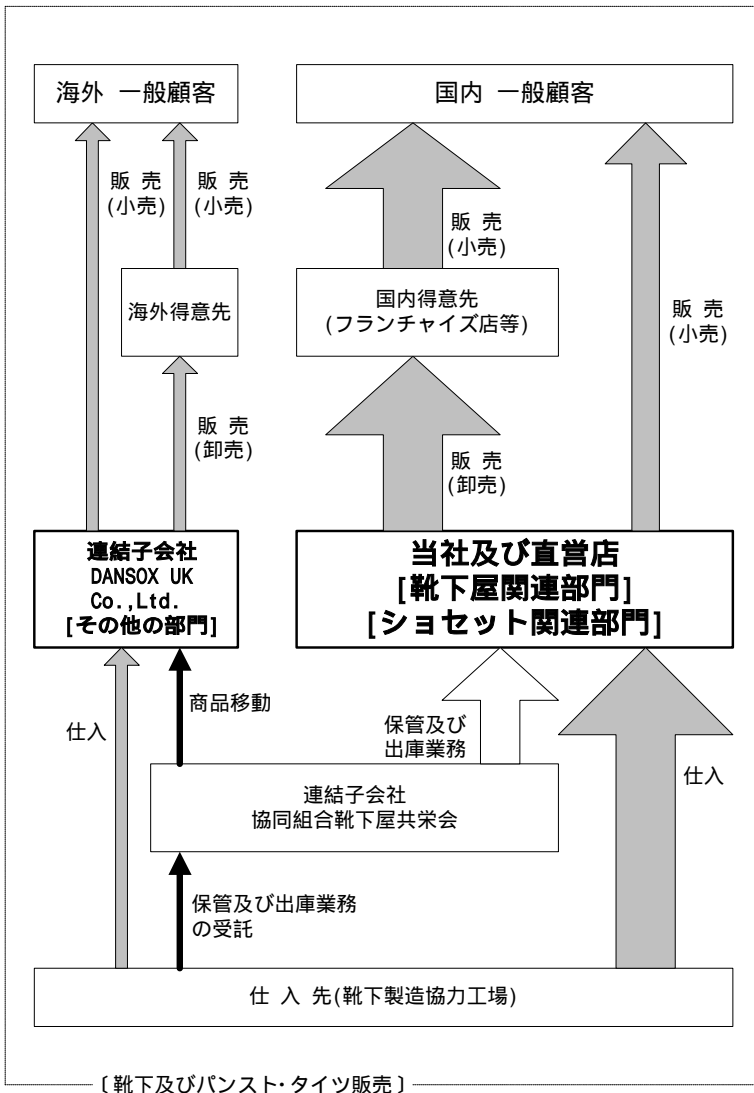 海外 一般顧客
国内 一般顧客
販 売
(小売)
販 売
(小売)
販 売
(小売)
海外得意先
国内得意先
(フランチャイズ店等)
販 売
(小売)
販 売
(卸売)
販 売
(卸売)
連結子会社
DANSOX UK
Co.,Ltd.
[その他の部門]
当社及び直営店
[靴下屋関連部門]
[ショセット関連部門]
仕入
商品移動
保管及び
出庫業務
仕入
連結子会社
協同組合靴下屋共栄会
保管及び出庫業務
の受託
仕 入 先(靴下製造協力工場)
〔靴下及びパンスト・タイツ販売〕